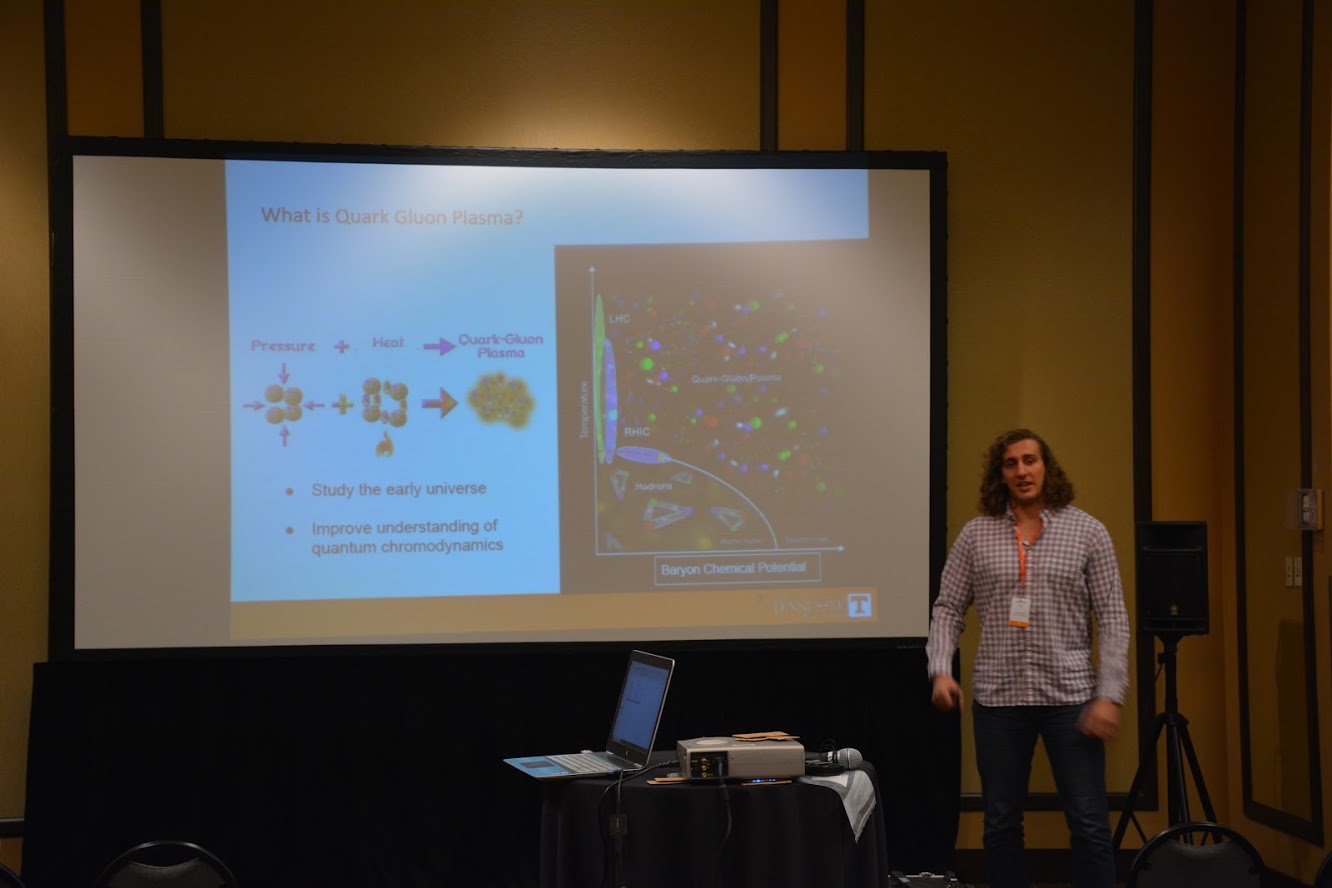 What is Quark Gluon Plasma?
Pressure + Heat → Quark-Gluon
Plasma
● Study the early universe
● Improve understanding of
quantum chromodynamics
LHC
Quark-Gluon Plasma
Temperature
RHIC
Hadrons
Baryon Chemical Potential
TENNESSEE T